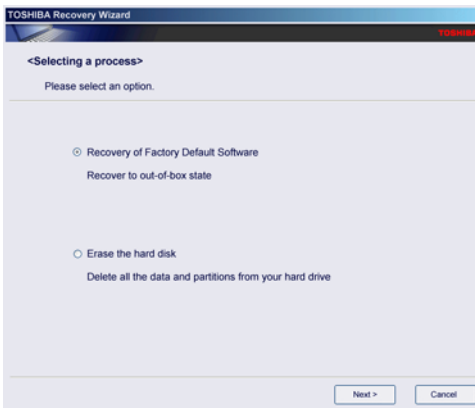 TOSHIBA Recovery Wizard
TOSHIBA
<Selecting a process>
Please select an option.
Recovery of Factory Default Software
Recover to out-of-box state
Erase the hard disk
Delete all the data and partitions from your hard drive
Next > Cancel